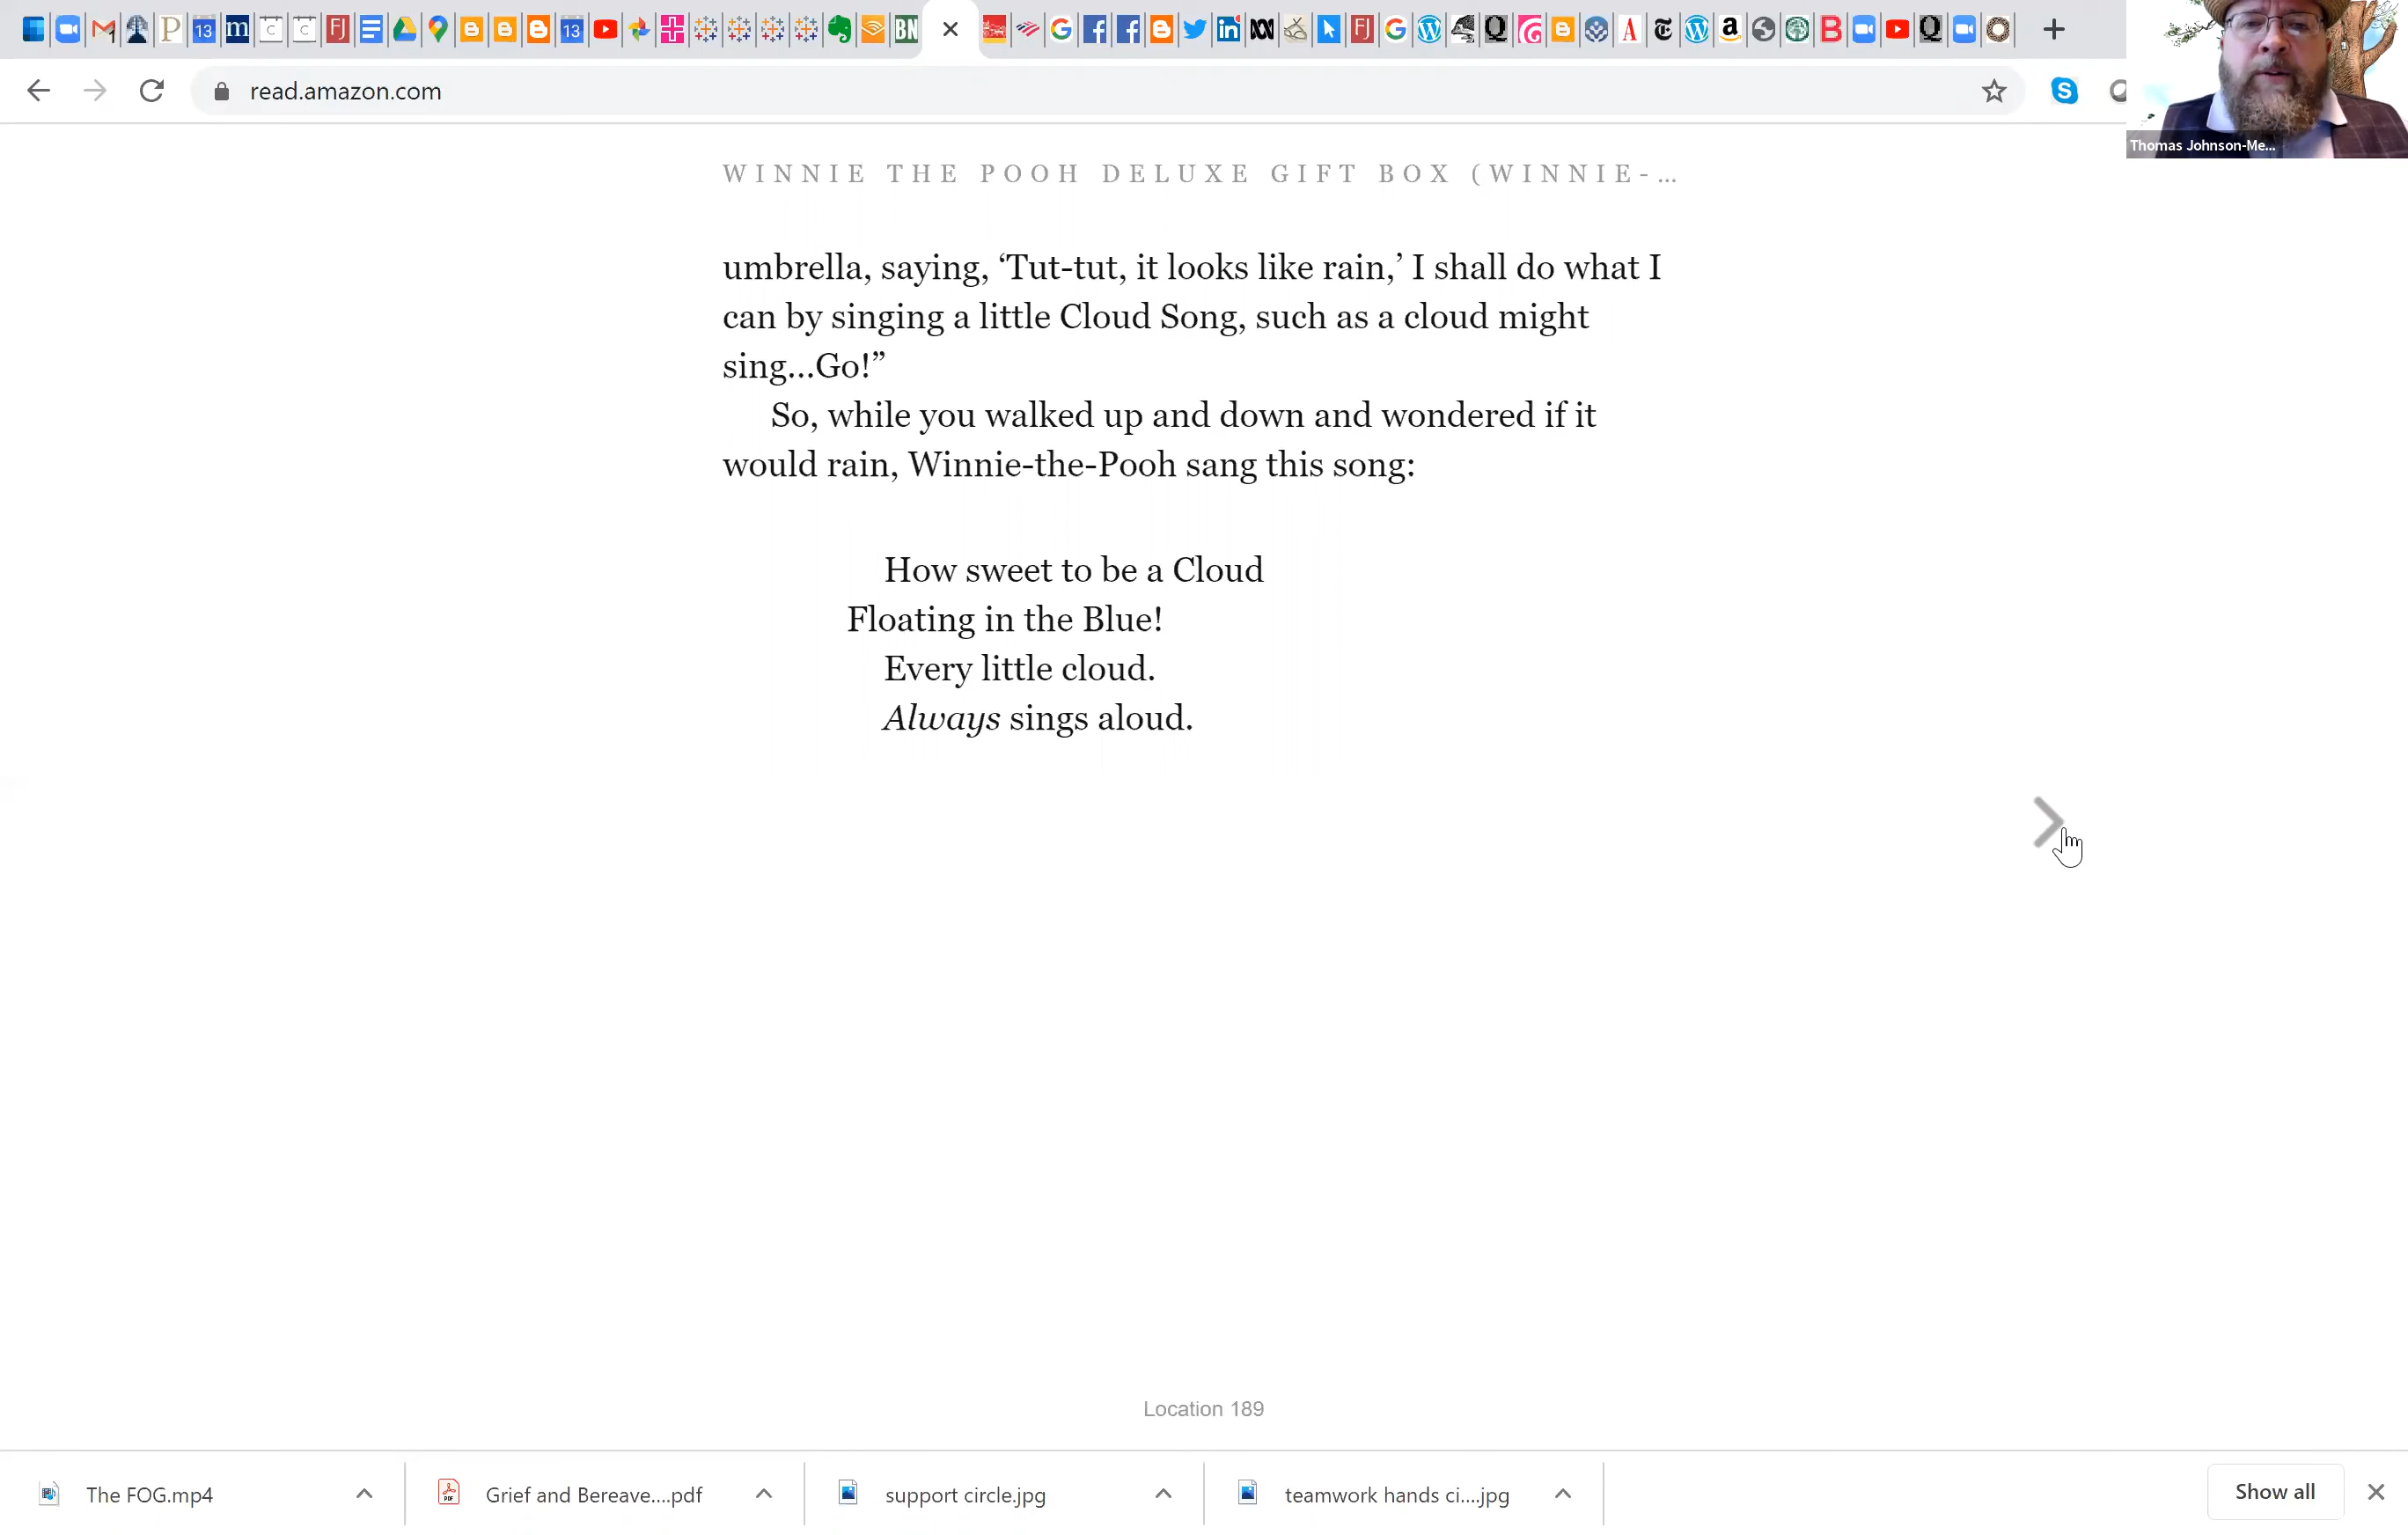 read.amazon.com
Thomas Johnson-Me...
WINNIE THE POOH DELUXE GIFT BOX (WINNIE-...
umbrella, saying, ‘Tut-tut, it looks like rain,’ I shall do what I
can by singing a little Cloud Song, such as a cloud might
sing...Go!”
So, while you walked up and down and wondered if it
would rain, Winnie-the-Pooh sang this song:
How sweet to be a Cloud
Floating in the Blue!
Every little cloud.
Always sings aloud.
Location 189
The FOG.mp4
Grief and Bereave....pdf
support circle.jpg
teamwork hands ci....jpg
Show all